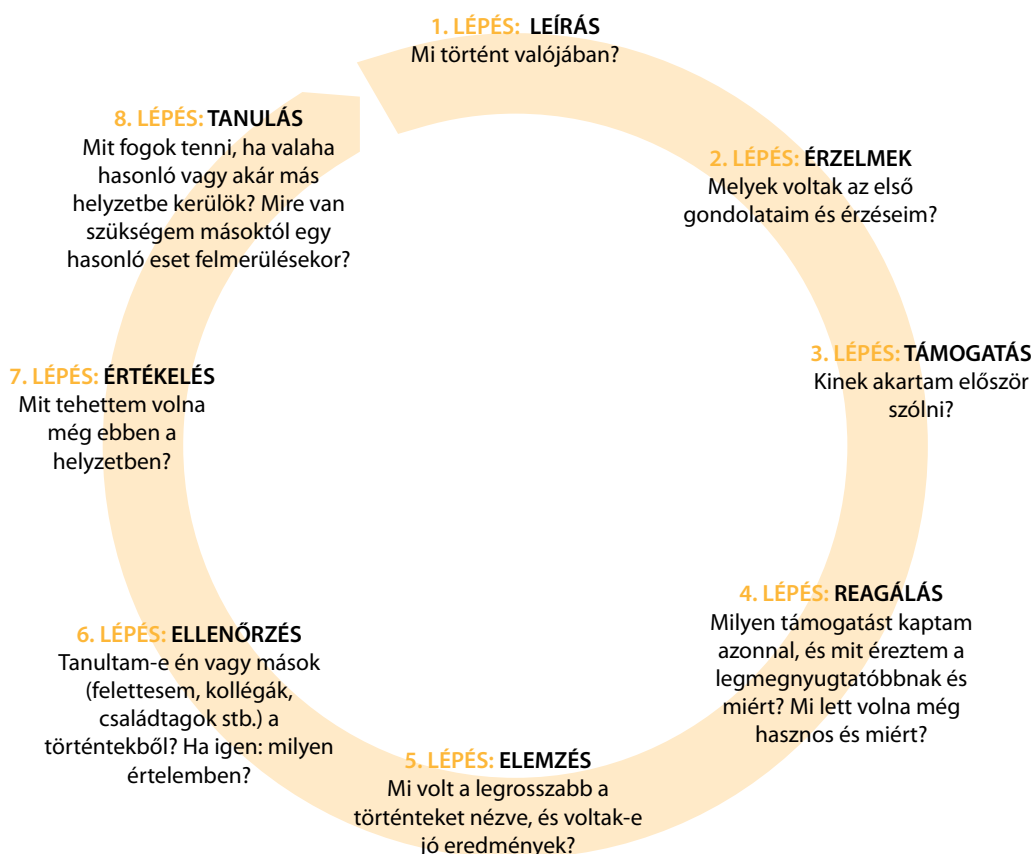 1. LÉPÉS: LEÍRÁS
Mi történt valójában?
2. LÉPÉS: ÉRZELMEK
Melyek voltak az első
gondolataim és érzéseim?
3. LÉPÉS: TÁMOGATÁS
Kinek akartam először
szólni?
4. LÉPÉS: REAGÁLÁS
Milyen támogatást kaptam
azonnal, és mit éreztem a
legmegnyugtatóbbnak és
miért? Mi lett volna még
hasznos és miért?
5. LÉPÉS: ELEMZÉS
Mi volt a legrosszabb a
történteket nézve, és voltak-e
jó eredmények?
6. LÉPÉS: ELLENŐRZÉS
Tanultam-e én vagy mások
(felettesem, kollégák,
családtagok stb.) a
történtekből? Ha igen: milyen
értelemben?
7. LÉPÉS: ÉRTÉKELÉS
Mit tehettem volna
még ebben a
helyzetben?
8. LÉPÉS: TANULÁS
Mit fogok tenni, ha valaha
hasonló vagy akár más
helyzetbe kerülök? Mire van
szükségem másoktól egy
hasonló eset felmerülésekor?